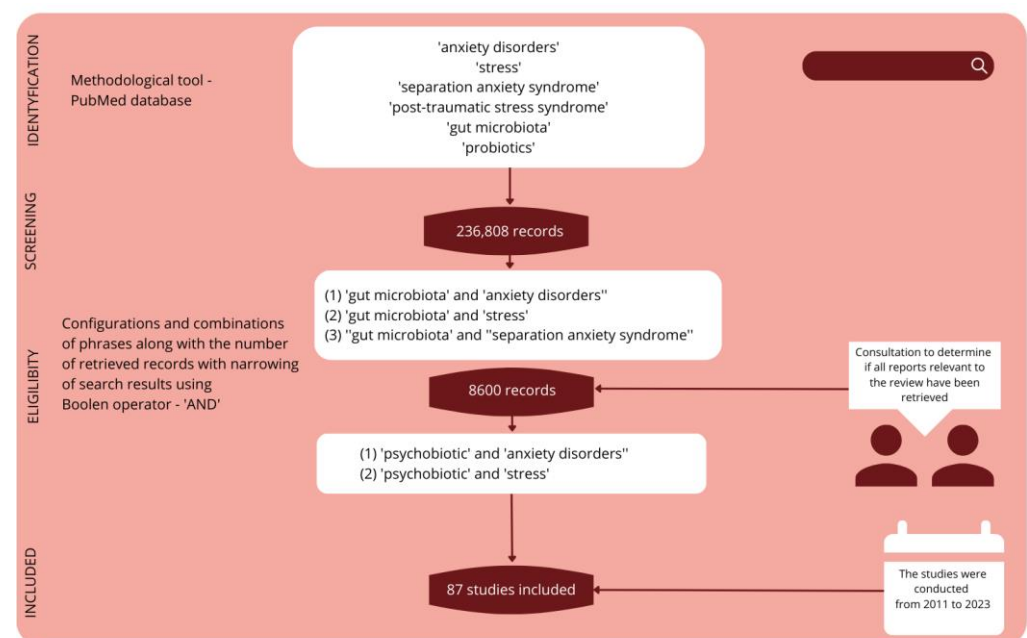 IDENTYFICATION
Methodological tool -
PubMed database
'anxiety disorders'
'stress'
'separation anxiety syndrome'
'post-traumatic stress syndrome'
'gut microbiota'
'probiotics'
SCREENING
236,808 records
ELIGILIBITY
Configurations and combinations
of phrases along with the number
of retrieved records with narrowing
of search results using
Boolen operator - 'AND'
(1) 'gut microbiota' and 'anxiety disorders''
(2) 'gut microbiota' and 'stress'
(3) ''gut microbiota' and ''separation anxiety syndrome''
8600 records
Consultation to determine
if all reports relevant to
the review have been
retrieved
(1) 'psychobiotic' and 'anxiety disorders''
(2) 'psychobiotic' and 'stress'
INCLUDED
87 studies included
The studies were
conducted
from 2011 to 2023